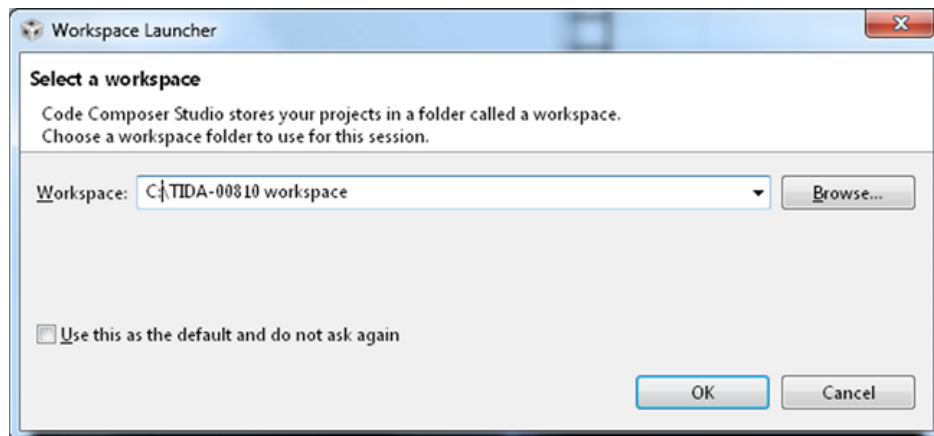 Workspace Launcher
Select a workspace
Code Composer Studio stores your projects in a folder called a workspace.
Choose a workspace folder to use for this session.
Workspace: C:\TIDA-00810 workspace Browse...
Use this as the default and do not ask again
OK Cancel